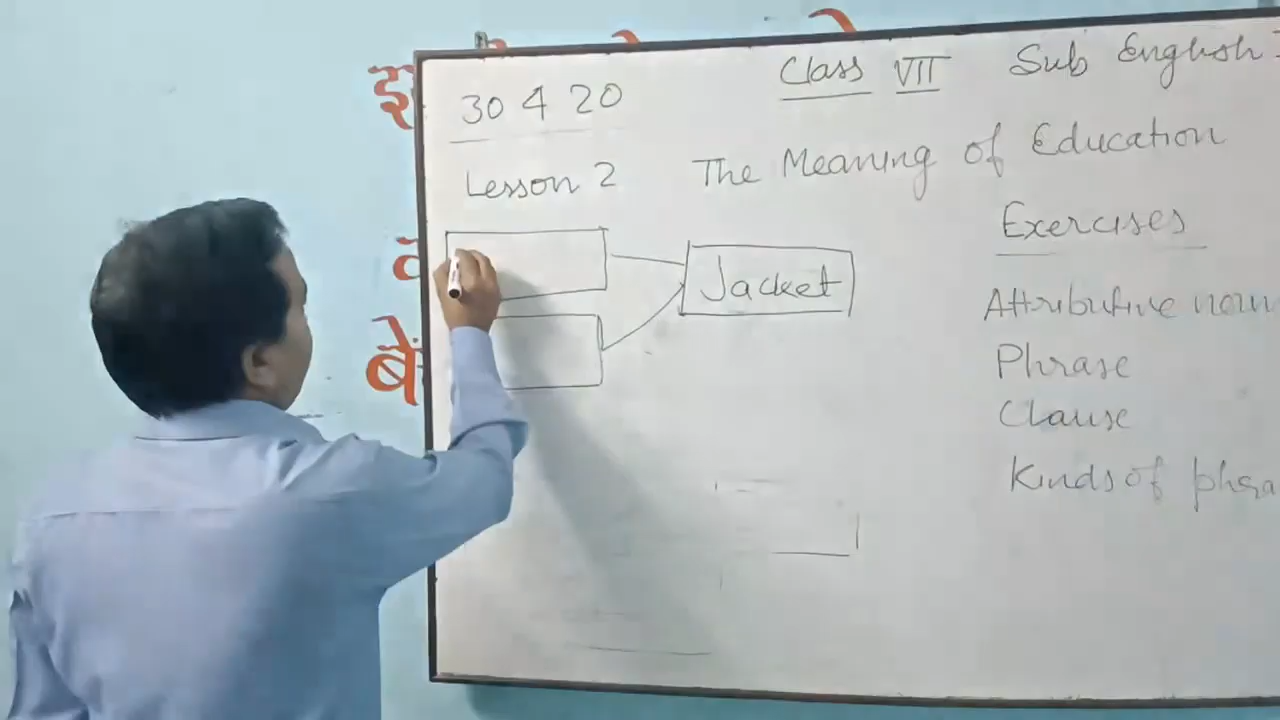 30 4 20
Class VII Sub English
Lesson 2 The Meaning of Education
Exercises
Jacket
Attributive noun
Phrase
Clause
Kinds of phra
बें